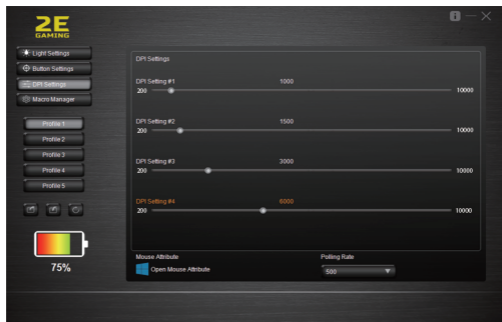 2E
GAMING
Light Settings
Button Settings
DPI Settings
Macro Manager
Profile 1
Profile 2
Profile 3
Profile 4
Profile 5
75%
DPI Settings
DPI Setting #1 1000
200 10000
DPI Setting #2 1500
200 10000
DPI Setting #3 3000
200 10000
DPI Setting #4 6000
200 10000
Mouse Attribute Polling Rate
Open Mouse Attribute 500